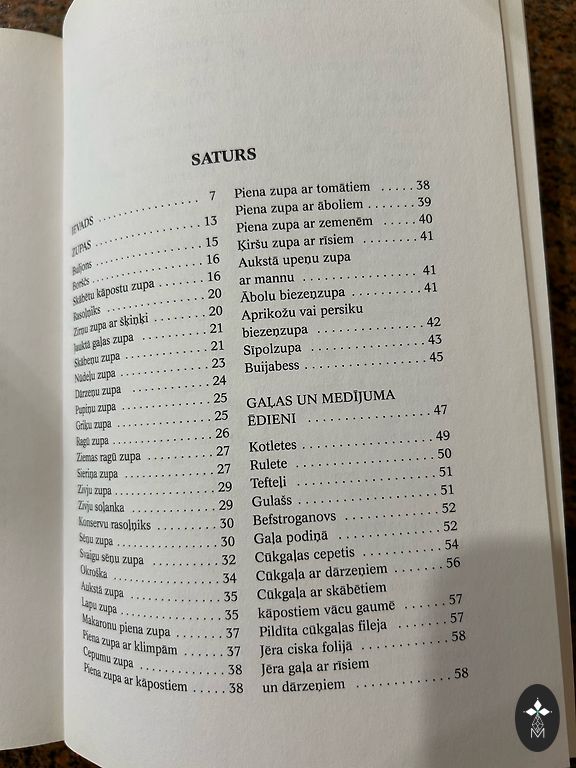 SATURS
IEVADS .................. 7
ZUPAS .................. 13
Buljons .................. 15
Borščs .................. 16
Skābētu kāpostu zupa .......... 16
Rasoļniks .................. 20
Zirņu zupa ar šķiņķi .......... 20
Jauktā gaļas zupa .......... 21
Skābeņu zupa .......... 21
Nūdeļu zupa .......... 23
Dārzeņu zupa .......... 24
Pupiņu zupa .......... 25
Griķu zupa .......... 25
Ragū zupa .......... 26
Ziemas ragū zupa .......... 27
Sieriņa zupa .......... 27
Zivju zupa .......... 29
Zivju soļanka .......... 29
Konservu rasoļniks .......... 30
Sēņu zupa .......... 30
Svaigu sēņu zupa .......... 32
Okroška .......... 34
Aukstā zupa .......... 35
Lapu zupa .......... 35
Makaronu piena zupa ....... 37
Piena zupa ar klimpām ...... 37
Cepumu zupa .......... 38
Piena zupa ar kāpostiem ..... 38
Piena zupa ar tomātiem ..... 38
Piena zupa ar āboliem ....... 39
Piena zupa ar zemenēm ..... 40
Ķiršu zupa ar rīsiem ....... 41
Aukstā upeņu zupa
ar mannu .......... 41
Ābolu biezeņzupa .......... 41
Aprikožu vai persiku
biezeņzupa .......... 42
Sīpolzupa .......... 43
Buijabess .......... 45
GAĻAS UN MEDĪJUMA
ĒDIENI .......... 47
Kotletes .......... 49
Rulete .......... 50
Tefteļi .......... 51
Gulašs .......... 51
Befstroganovs .......... 52
Gaļa podiņā .......... 52
Cūkgaļas cepetis .......... 54
Cūkgaļa ar dārzeņiem ....... 56
Cūkgaļa ar skābētiem
kāpostiem vācu gaumē ...... 57
Pildīta cūkgaļas fileja ....... 57
Jēra ciska folijā .......... 58
Jēra gaļa ar rīsiem
un dārzeņiem .......... 58
M